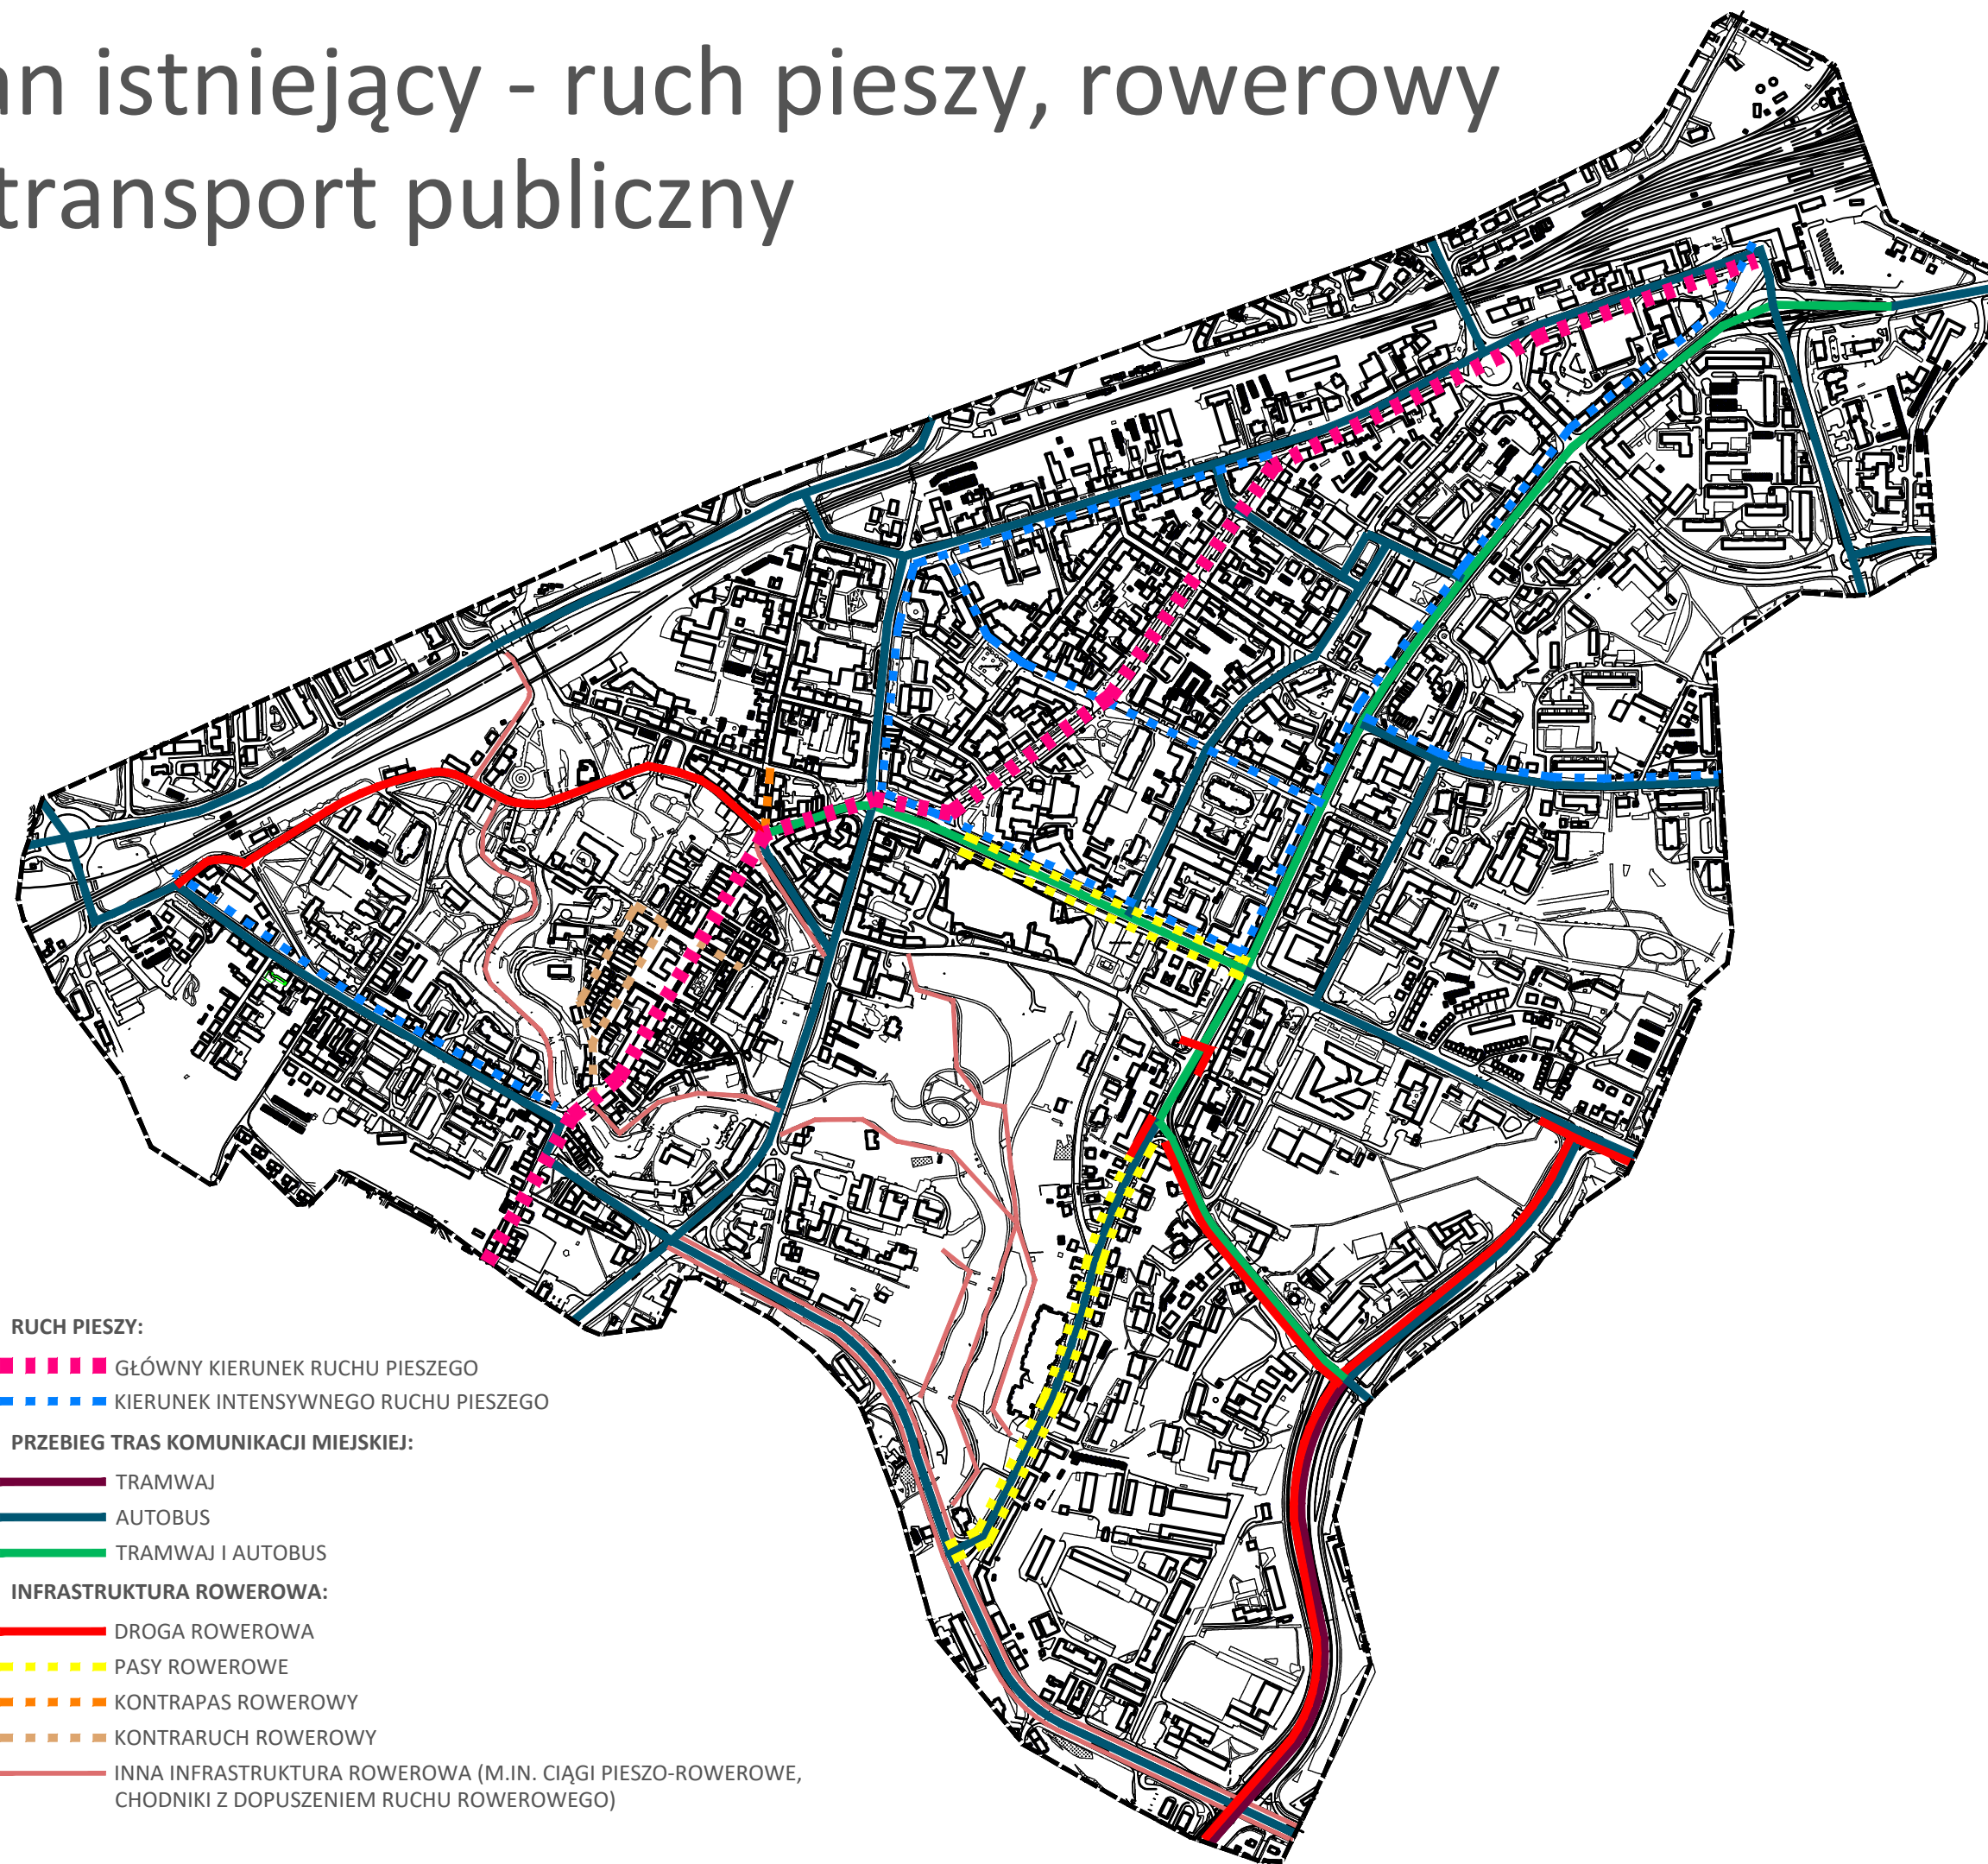 an istniejący - ruch pieszy, rowerowy
transport publiczny
RUCH PIESZY:
GŁÓWNY KIERUNEK RUCHU PIESZEGO
KIERUNEK INTENSYWNEGO RUCHU PIESZEGO
PRZEBIEG TRAS KOMUNIKACJI MIEJSKIEJ:
TRAMWAJ
AUTOBUS
TRAMWAJ I AUTOBUS
INFRASTRUKTURA ROWEROWA:
DROGA ROWEROWA
PASY ROWEROWE
KONTRAPAS ROWEROWY
KONTRARUCH ROWEROWY
INNA INFRASTRUKTURA ROWEROWA (M.IN. CIĄGI PIESZO-ROWEROWE,
CHODNIKI Z DOPUSZENIEM RUCHU ROWEROWEGO)